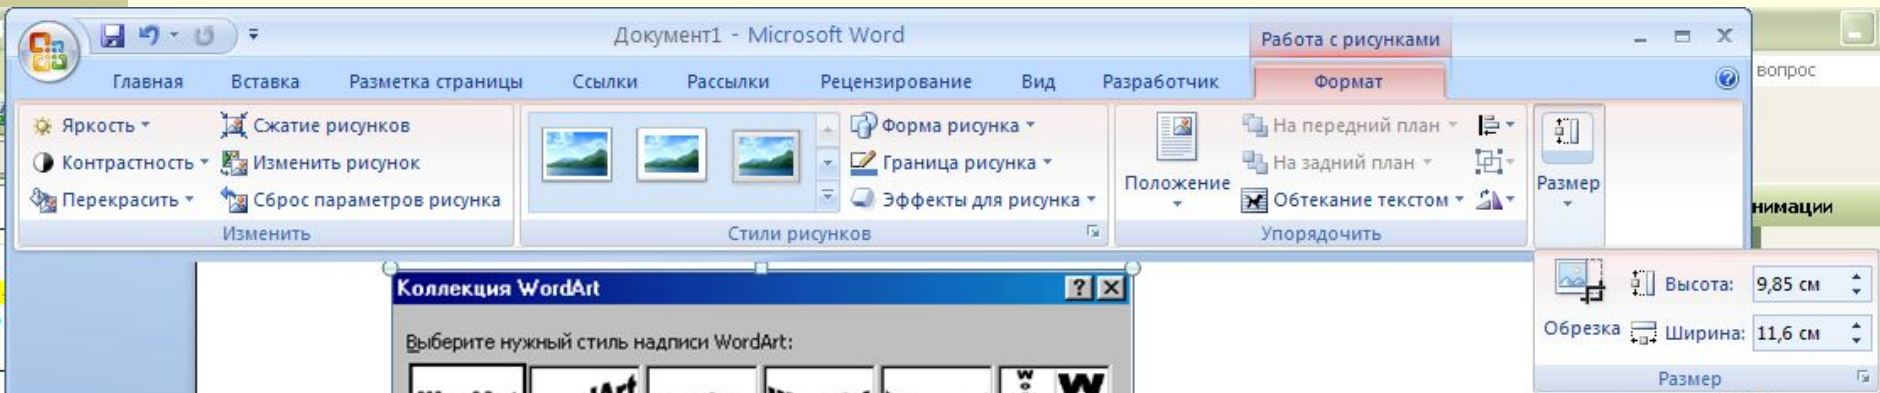 Документ1 - Microsoft Word
Работа с рисунками
вопрос
Главная Вставка Разметка страницы Ссылки Рассылки Рецензирование Вид Разработчик Формат
Яркость
Контрастность
Перекрасить
Сжатие рисунков
Изменить рисунок
Сброс параметров рисунка
Изменить
Форма рисунка
Граница рисунка
Эффекты для рисунка
Стили рисунков
Положение
На передний план
На задний план
Обтекание текстом
Упорядочить
Размер
нимации
Обрезка
Высота: 9,85 см
Ширина: 11,6 см
Размер
Коллекция WordArt
Выберите нужный стиль надписи WordArt: